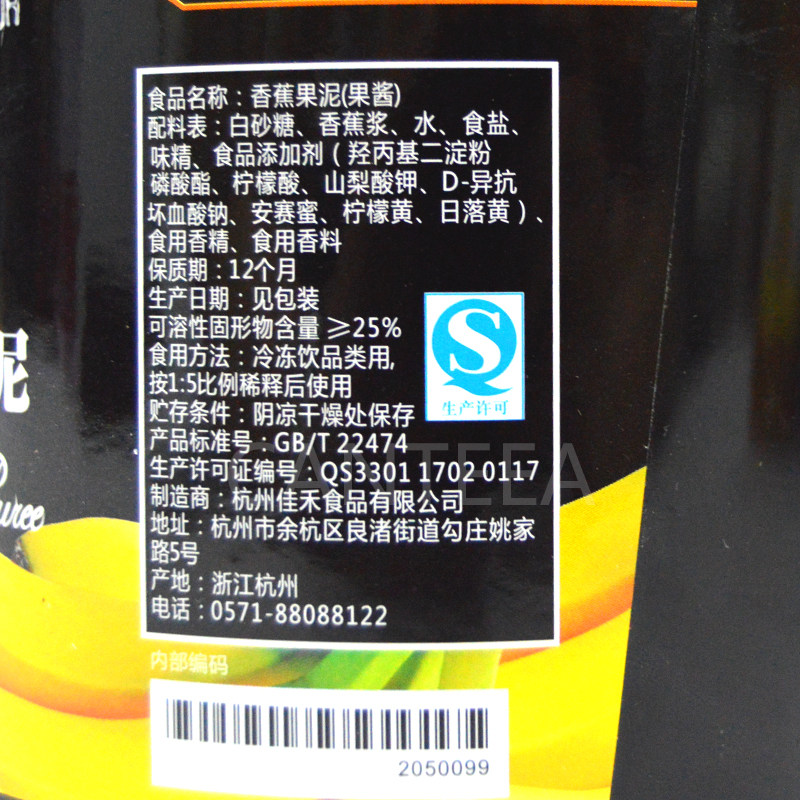 食品名称：香蕉果泥(果酱)
配料表：白砂糖、香蕉浆、水、食盐、
味精、食品添加剂（羟丙基二淀粉
磷酸酯、柠檬酸、山梨酸钾、D-异抗
坏血酸钠、安赛蜜、柠檬黄、日落黄）、
食用香精、食用香料
保质期：12个月
生产日期：见包装
可溶性固形物含量≥25%
食用方法：冷冻饮品类用,
按1:5比例稀释后使用
贮存条件：阴凉干燥处保存
产品标准号：GB/T 22474
生产许可证编号 QS3301 1702 0117
制造商：杭州佳禾食品有限公司
地址：杭州市余杭区良渚街道勾庄姚家
路5号
产地：浙江杭州
电话：0571-88088122
生产许可
CANTEEA
泥
uree
内部编码
2050099